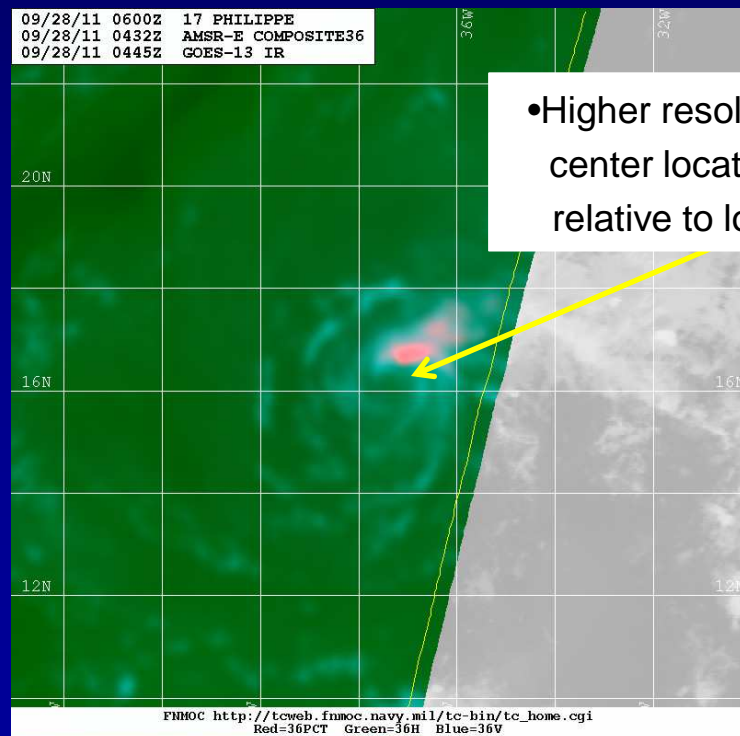 09/28/11 0600Z 17 PHILIPPE
09/28/11 0432Z AMSR-E COMPOSITE36
09/28/11 0445Z GOES-13 IR
36W
32W
•Higher resol
center locat
relative to lo
20N
16N
16N
12N
12N
FNMOC http://tcweb.fnmoc.navy.mil/tc-bin/tc_home.cgi
Red=36PCT Green=36H Blue=36V